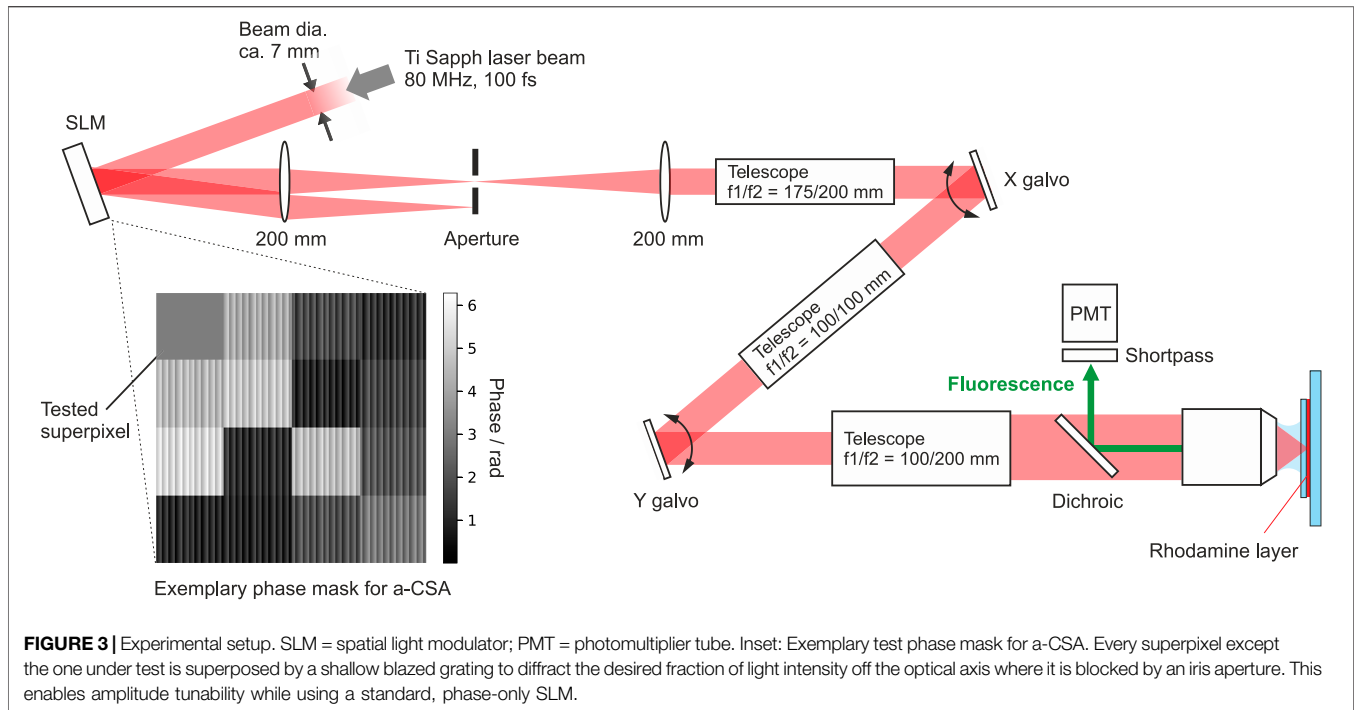 Beam dia.
ca. 7 mm
Ti Sapph laser beam
80 MHz, 100 fs
SLM
200 mm
Aperture
200 mm
Telescope
f1/f2 = 175/200 mm
X galvo
Telescope
f1/f2 = 100/100 mm
Y galvo
Telescope
f1/f2 = 100/200 mm
PMT
Shortpass
Fluorescence
Dichroic
Rhodamine layer
Tested
superpixel
6
5
4
3
2
1
Phase / rad
Exemplary phase mask for a-CSA
FIGURE 3 | Experimental setup. SLM = spatial light modulator; PMT = photomultiplier tube. Inset: Exemplary test phase mask for a-CSA. Every superpixel except
the one under test is superposed by a shallow blazed grating to diffract the desired fraction of light intensity off the optical axis where it is blocked by an iris aperture. This
enables amplitude tunability while using a standard, phase-only SLM.